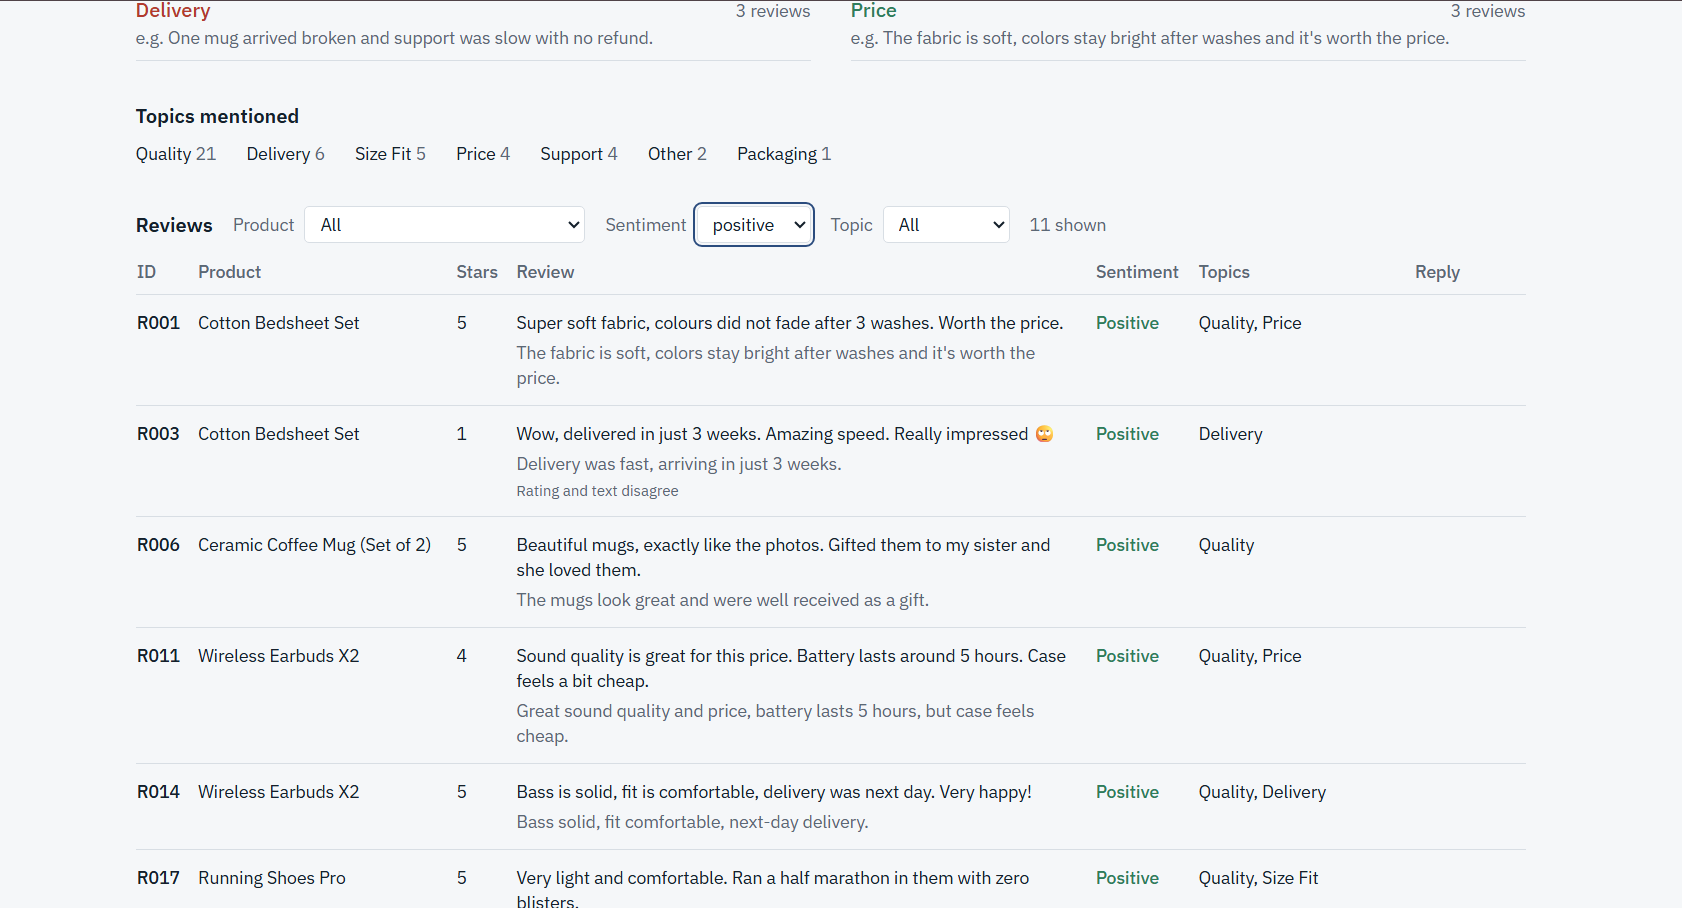 Delivery 3 reviews
e.g. One mug arrived broken and support was slow with no refund.
Price 3 reviews
e.g. The fabric is soft, colors stay bright after washes and it's worth the price.
Topics mentioned
Quality 21 Delivery 6 Size Fit 5 Price 4 Support 4 Other 2 Packaging 1
Reviews Product All Sentiment positive Topic All 11 shown
ID Product Stars Review Sentiment Topics Reply
R001 Cotton Bedsheet Set 5 Super soft fabric, colours did not fade after 3 washes. Worth the price. Positive Quality, Price
The fabric is soft, colors stay bright after washes and it's worth the
price.
R003 Cotton Bedsheet Set 1 Wow, delivered in just 3 weeks. Amazing speed. Really impressed 🙄 Positive Delivery
Delivery was fast, arriving in just 3 weeks.
Rating and text disagree
R006 Ceramic Coffee Mug (Set of 2) 5 Beautiful mugs, exactly like the photos. Gifted them to my sister and Positive Quality
she loved them.
The mugs look great and were well received as a gift.
R011 Wireless Earbuds X2 4 Sound quality is great for this price. Battery lasts around 5 hours. Case Positive Quality, Price
feels a bit cheap.
Great sound quality and price, battery lasts 5 hours, but case feels
cheap.
R014 Wireless Earbuds X2 5 Bass is solid, fit is comfortable, delivery was next day. Very happy! Positive Quality, Delivery
Bass solid, fit comfortable, next-day delivery.
R017 Running Shoes Pro 5 Very light and comfortable. Ran a half marathon in them with zero Positive Quality, Size Fit
blisters.